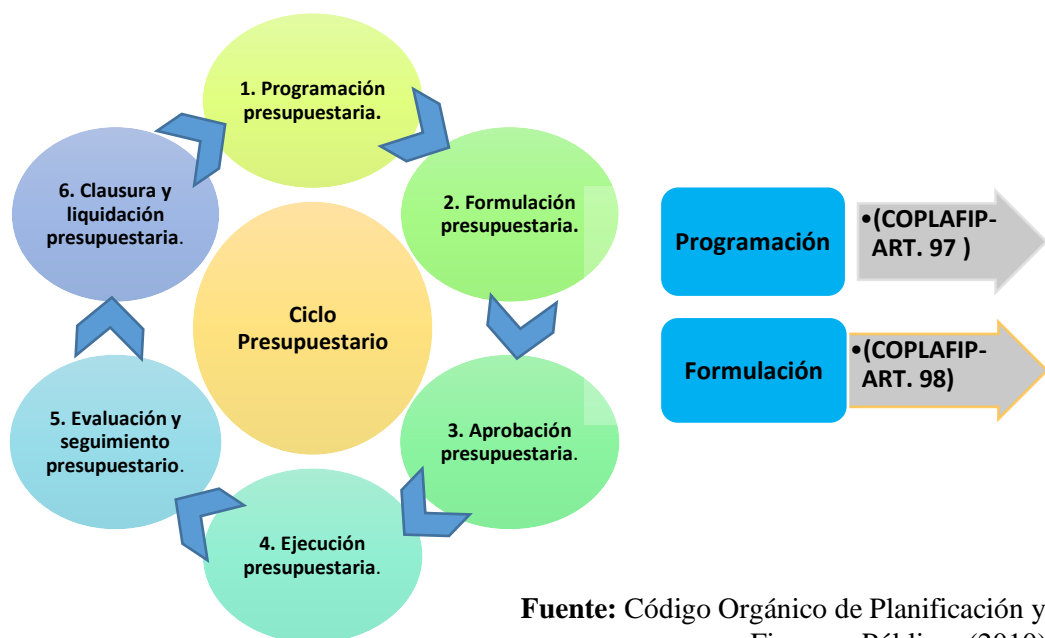 1. Programación
presupuestaria.
2. Formulación
presupuestaria.
3. Aprobación
presupuestaria.
4. Ejecución
presupuestaria.
5. Evaluación y
seguimiento
presupuestario.
6. Clausura y
liquidación
presupuestaria.
Ciclo
Presupuestario
Programación
•(COPLAFIP-
ART. 97 )
Formulación
•(COPLAFIP-
ART. 98)
Fuente: Código Orgánico de Planificación y